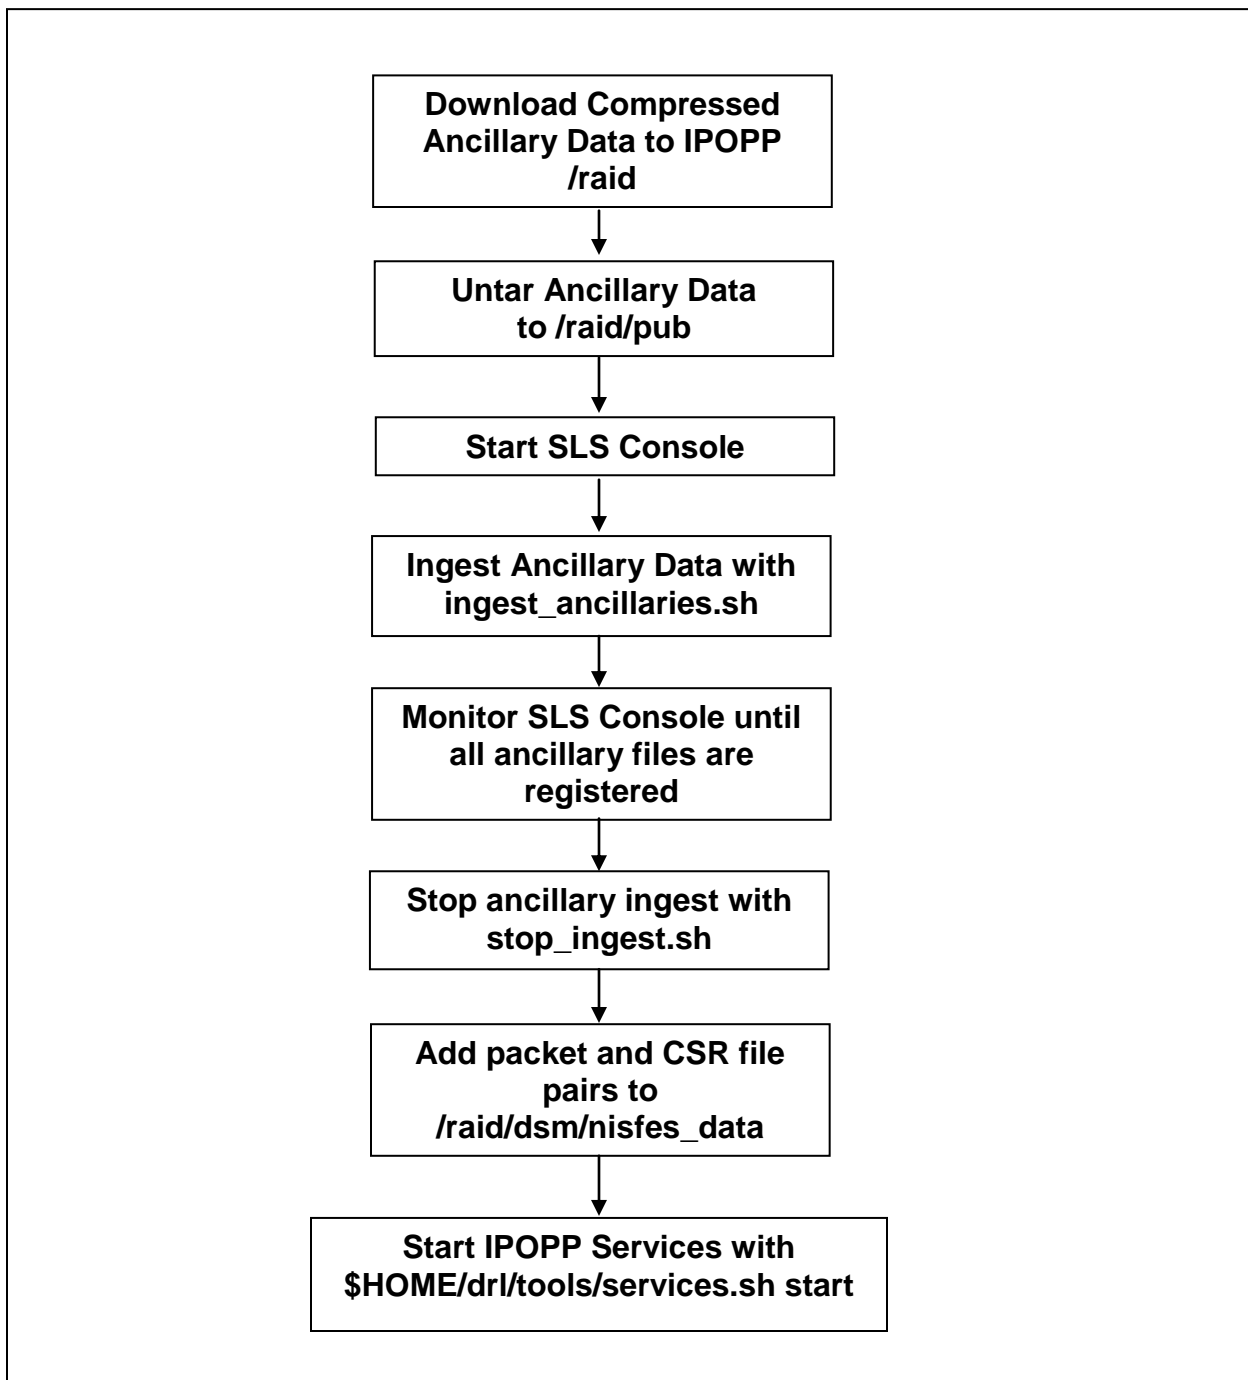 Download Compressed
Ancillary Data to IPOPP
/raid
Untar Ancillary Data
to /raid/pub
Start SLS Console
Ingest Ancillary Data with
ingest_ancillaries.sh
Monitor SLS Console until
all ancillary files are
registered
Stop ancillary ingest with
stop_ingest.sh
Add packet and CSR file
pairs to
/raid/dsm/nisfes_data
Start IPOPP Services with
$HOME/drl/tools/services.sh start